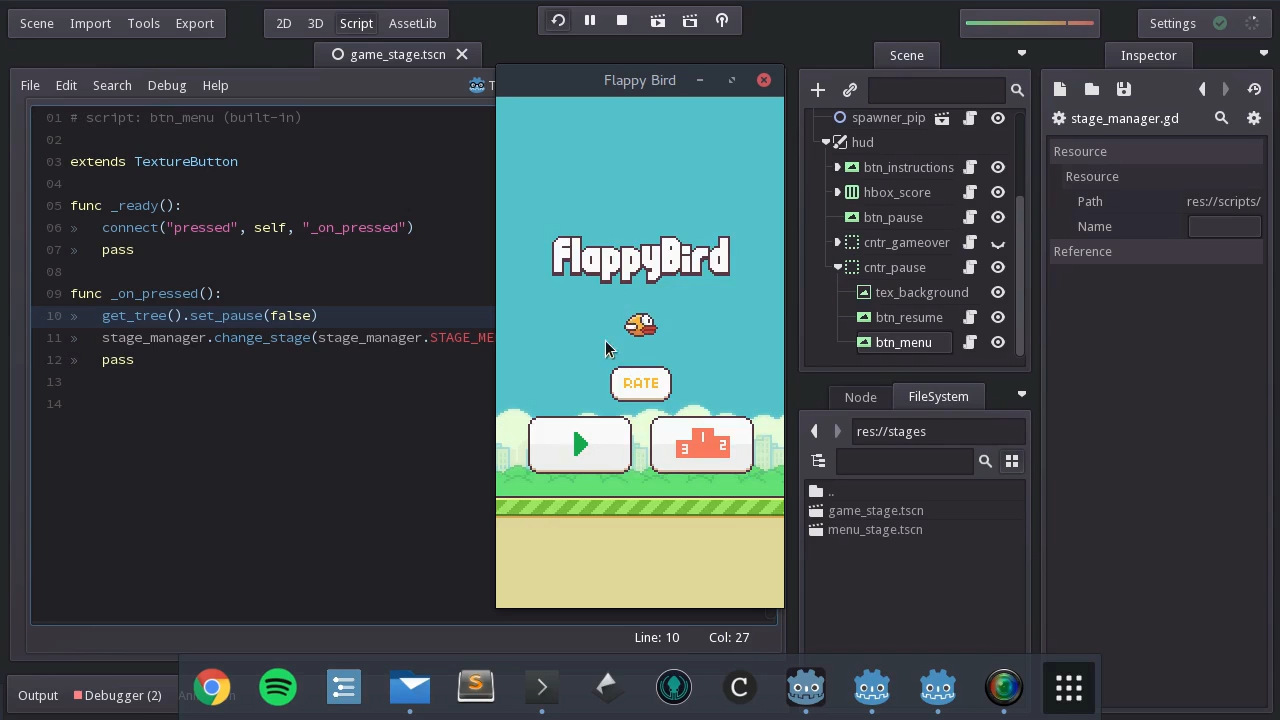 Scene Import Tools Export 2D 3D Script AssetLib Settings
game_stage.tscn Scene Inspector
File Edit Search Debug Help
Flappy Bird
stage_manager.gd
01 # script: btn_menu (built-in)
02
03 extends TextureButton
04
05 func _ready():
06 » connect("pressed", self, "_on_pressed")
07 » pass
08
09 func _on_pressed():
10 » get_tree().set_pause(false)
11 » stage_manager.change_stage(stage_manager.STAGE_ME
12 » pass
13
14
FlappyBird
RATE
3 1 2
spawner_pip
hud
btn_instructions
hbox_score
btn_pause
cntr_gameover
cntr_pause
tex_background
btn_resume
btn_menu
Node FileSystem
res://stages
..
game_stage.tscn
menu_stage.tscn
Resource
Resource
Path res://scripts/
Name
Reference
Line: 10 Col: 27
Output Debugger (2)